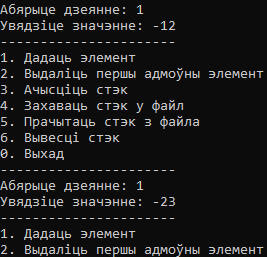 Абярыце дзеянне: 1
Увядзіце значэнне: -12
----------------------
1. Дадаць элемент
2. Выдаліць першы адмоўны элемент
3. Ачысціць стэк
4. Захаваць стэк у файл
5. Прачытаць стэк з файла
6. Вывесці стэк
0. Выхад
----------------------
Абярыце дзеянне: 1
Увядзіце значэнне: -23
----------------------
1. Дадаць элемент
2. Выдаліць першы адмоўны элемент